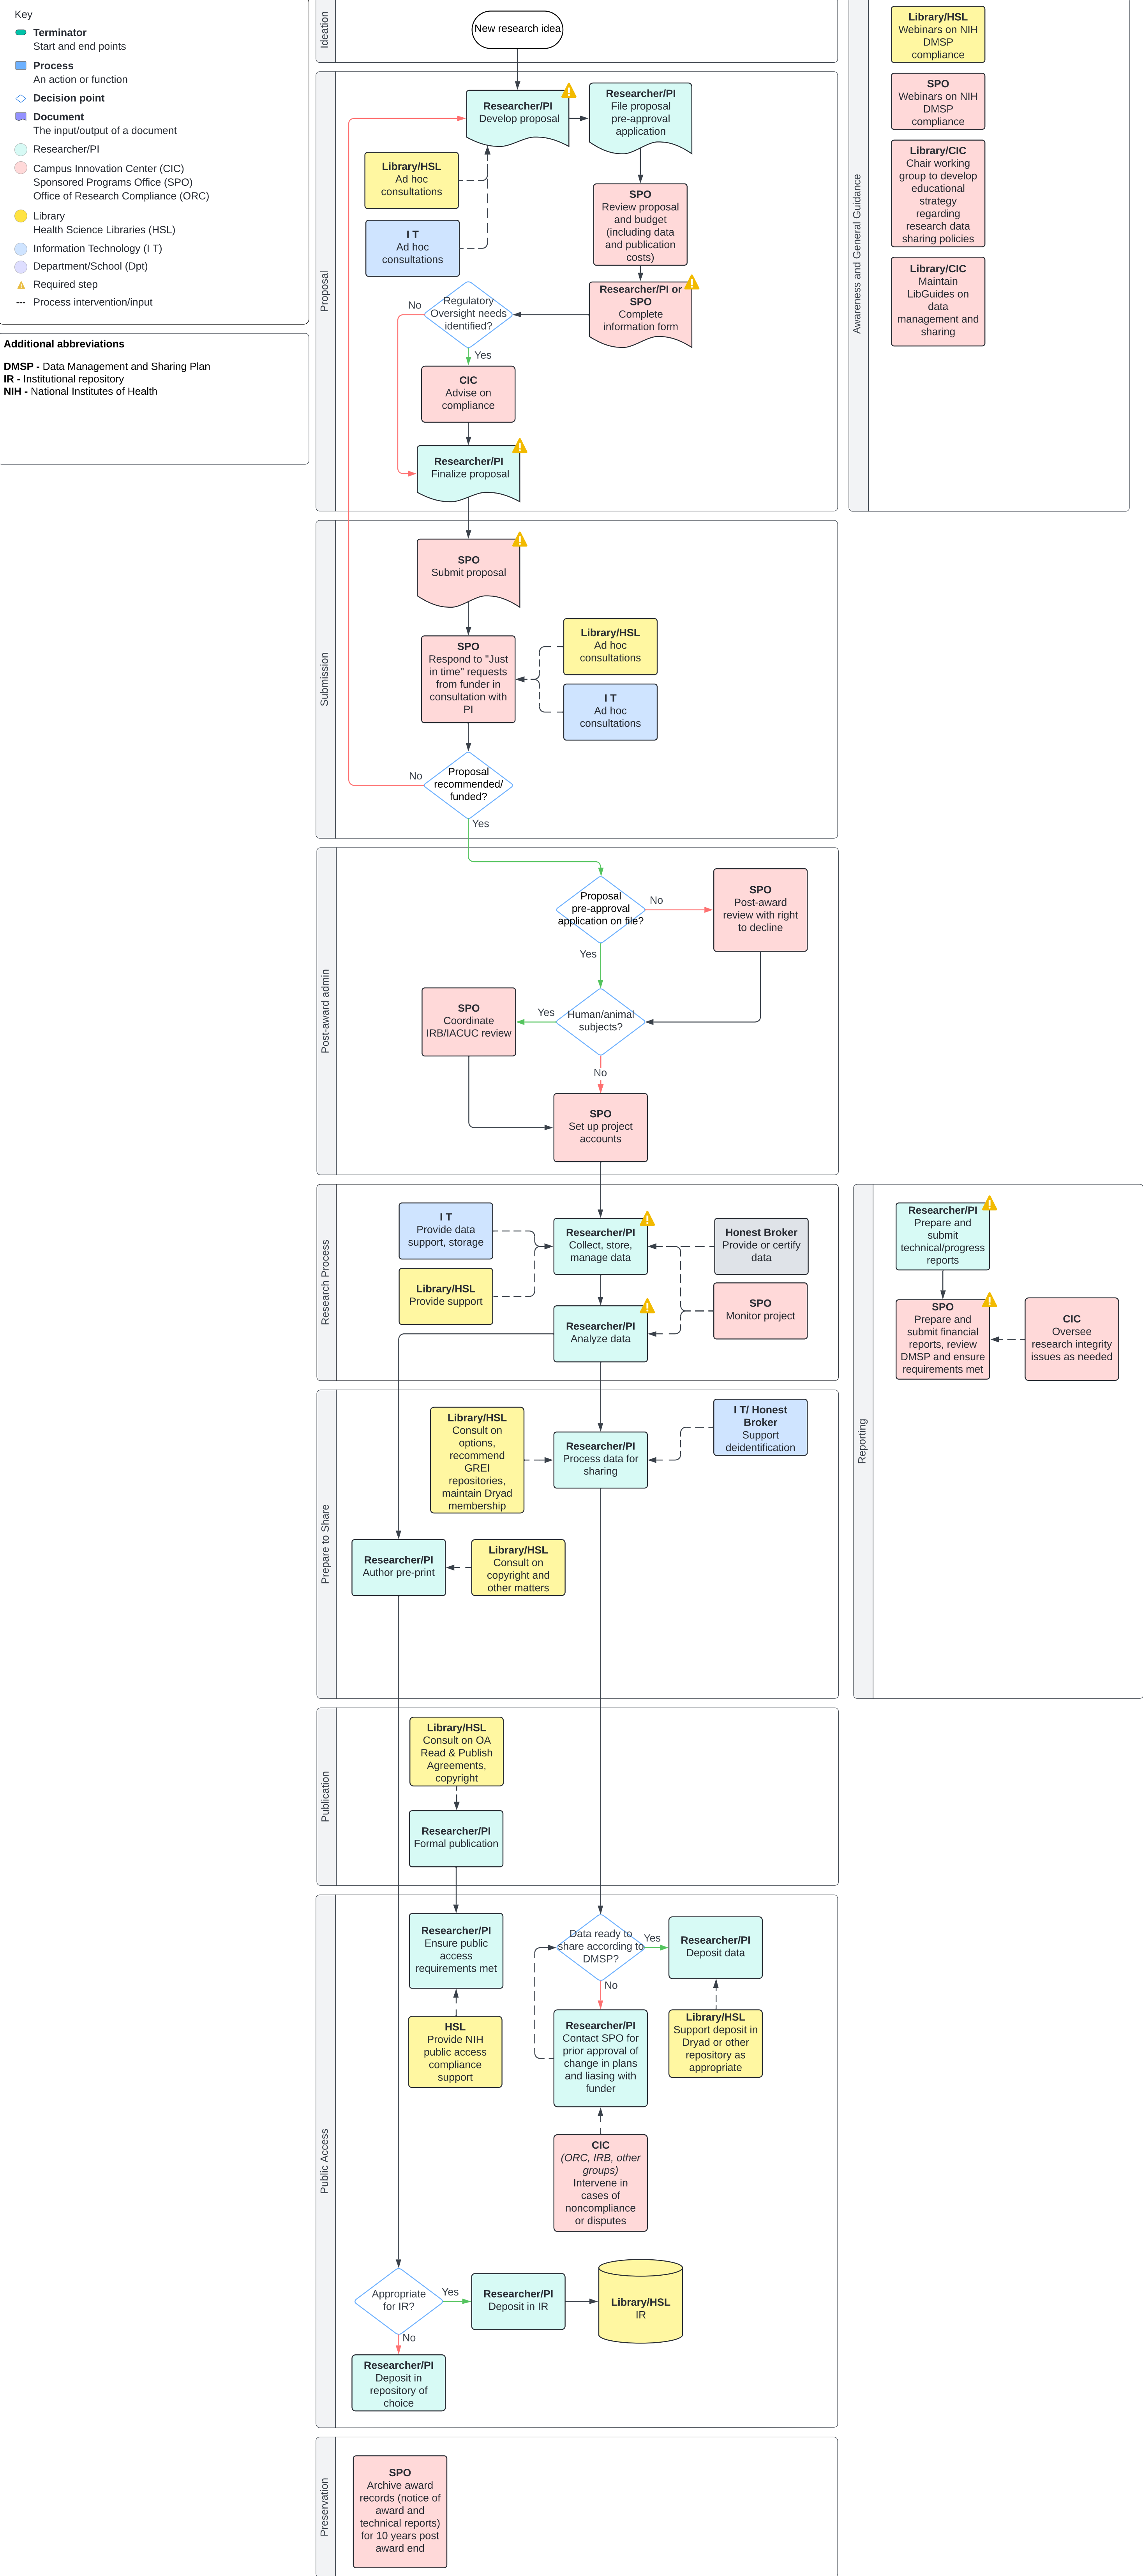 Key
Terminator
Start and end points
Process
An action or function
Decision point
Document
The input/output of a document
Researcher/PI
Campus Innovation Center (CIC)
Sponsored Programs Office (SPO)
Office of Research Compliance (ORC)
Library
Health Science Libraries (HSL)
Information Technology (I T)
Department/School (Dpt)
Required step
Process intervention/input
Additional abbreviations
DMSP - Data Management and Sharing Plan
IR - Institutional repository
NIH - National Institutes of Health
Ideation
New research idea
Proposal
Researcher/PI
Develop proposal
Researcher/PI
File proposal
pre-approval
application
Library/HSL
Ad hoc
consultations
I T
Ad hoc
consultations
SPO
Review proposal
and budget
(including data
and publication
costs)
Researcher/PI or
SPO
Complete
information form
Regulatory
Oversight needs
identified?
No
Yes
CIC
Advise on
compliance
Researcher/PI
Finalize proposal
Awareness and General Guidance
Library/HSL
Webinars on NIH
DMSP
compliance
SPO
Webinars on NIH
DMSP
compliance
Library/CIC
Chair working
group to develop
educational
strategy
regarding
research data
sharing policies
Library/CIC
Maintain
LibGuides on
data
management and
sharing
Submission
SPO
Submit proposal
SPO
Respond to "Just
in time" requests
from funder in
consultation with
PI
Library/HSL
Ad hoc
consultations
I T
Ad hoc
consultations
Proposal
recommended/
funded?
No
Yes
Post-award admin
Proposal
pre-approval
application on file?
No
Yes
SPO
Post-award
review with right
to decline
Human/animal
subjects?
Yes
No
SPO
Coordinate
IRB/IACUC review
SPO
Set up project
accounts
Research Process
I T
Provide data
support, storage
Library/HSL
Provide support
Researcher/PI
Collect, store,
manage data
Researcher/PI
Analyze data
Honest Broker
Provide or certify
data
SPO
Monitor project
Reporting
Researcher/PI
Prepare and
submit
technical/progress
reports
SPO
Prepare and
submit financial
reports, review
DMSP and ensure
requirements met
CIC
Oversee
research integrity
issues as needed
Prepare to Share
Library/HSL
Consult on
options,
recommend
GREI
repositories,
maintain Dryad
membership
Researcher/PI
Process data for
sharing
I T/ Honest
Broker
Support
deidentification
Researcher/PI
Author pre-print
Library/HSL
Consult on
copyright and
other matters
Publication
Library/HSL
Consult on OA
Read & Publish
Agreements,
copyright
Researcher/PI
Formal publication
Public Access
Researcher/PI
Ensure public
access
requirements met
HSL
Provide NIH
public access
compliance
support
Data ready to
share according to
DMSP?
Yes
No
Researcher/PI
Deposit data
Library/HSL
Support deposit in
Dryad or other
repository as
appropriate
Researcher/PI
Contact SPO for
prior approval of
change in plans
and liasing with
funder
CIC
(ORC, IRB, other
groups)
Intervene in
cases of
noncompliance
or disputes
Appropriate
for IR?
Yes
No
Researcher/PI
Deposit in IR
Library/HSL
IR
Researcher/PI
Deposit in
repository of
choice
Preservation
SPO
Archive award
records (notice of
award and
technical reports)
for 10 years post
award end